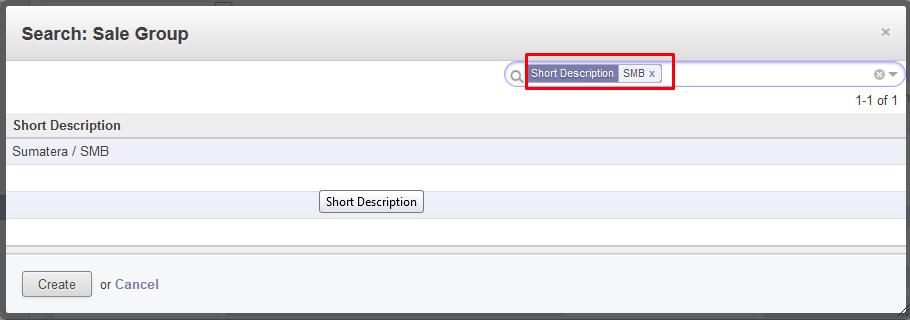 Search: Sale Group ×
Short Description SMB x
1-1 of 1
Short Description
Sumatera / SMB
Short Description
Create or Cancel